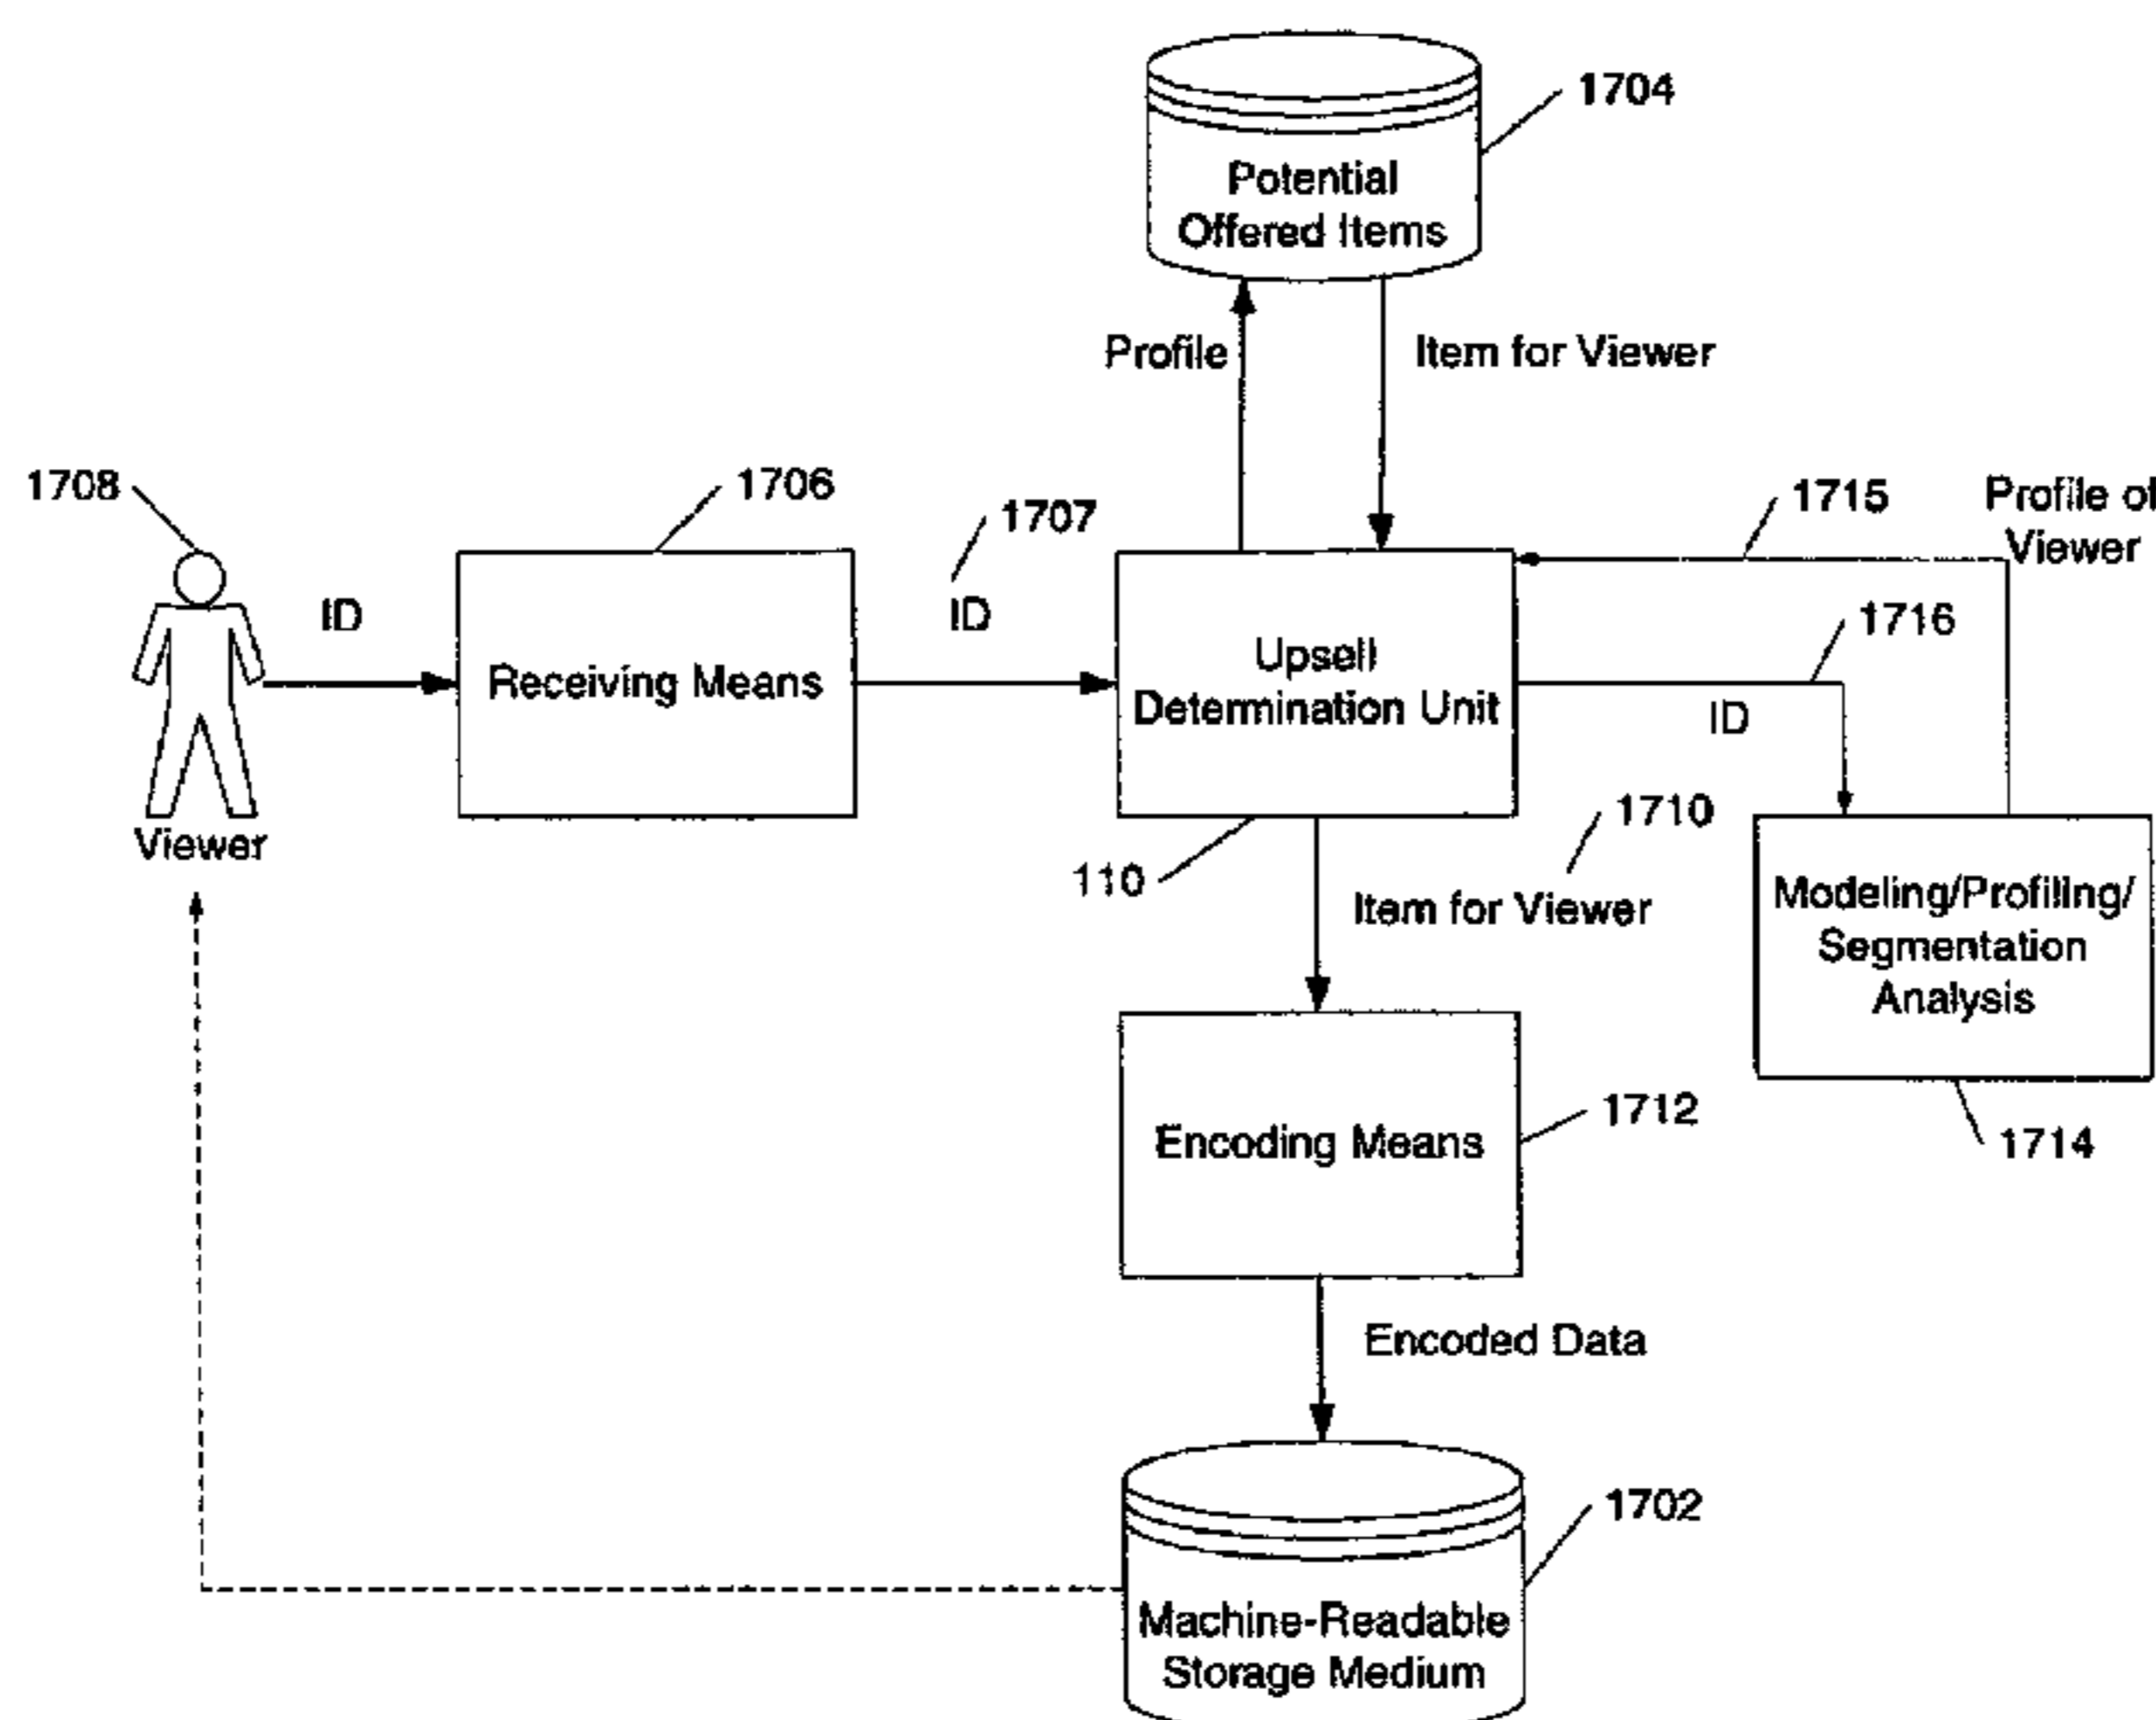 1704
Potential
Offered Items
Profile
Item for Viewer
1708
1706
1707
1715
Profile of
Viewer
ID
Receiving Means
ID
Upsell
Determination Unit
1716
ID
Viewer
110
1710
Item for Viewer
Modeling/Profiling/
Segmentation
Analysis
1712
Encoding Means
1714
Encoded Data
1702
Machine-Readable
Storage Medium